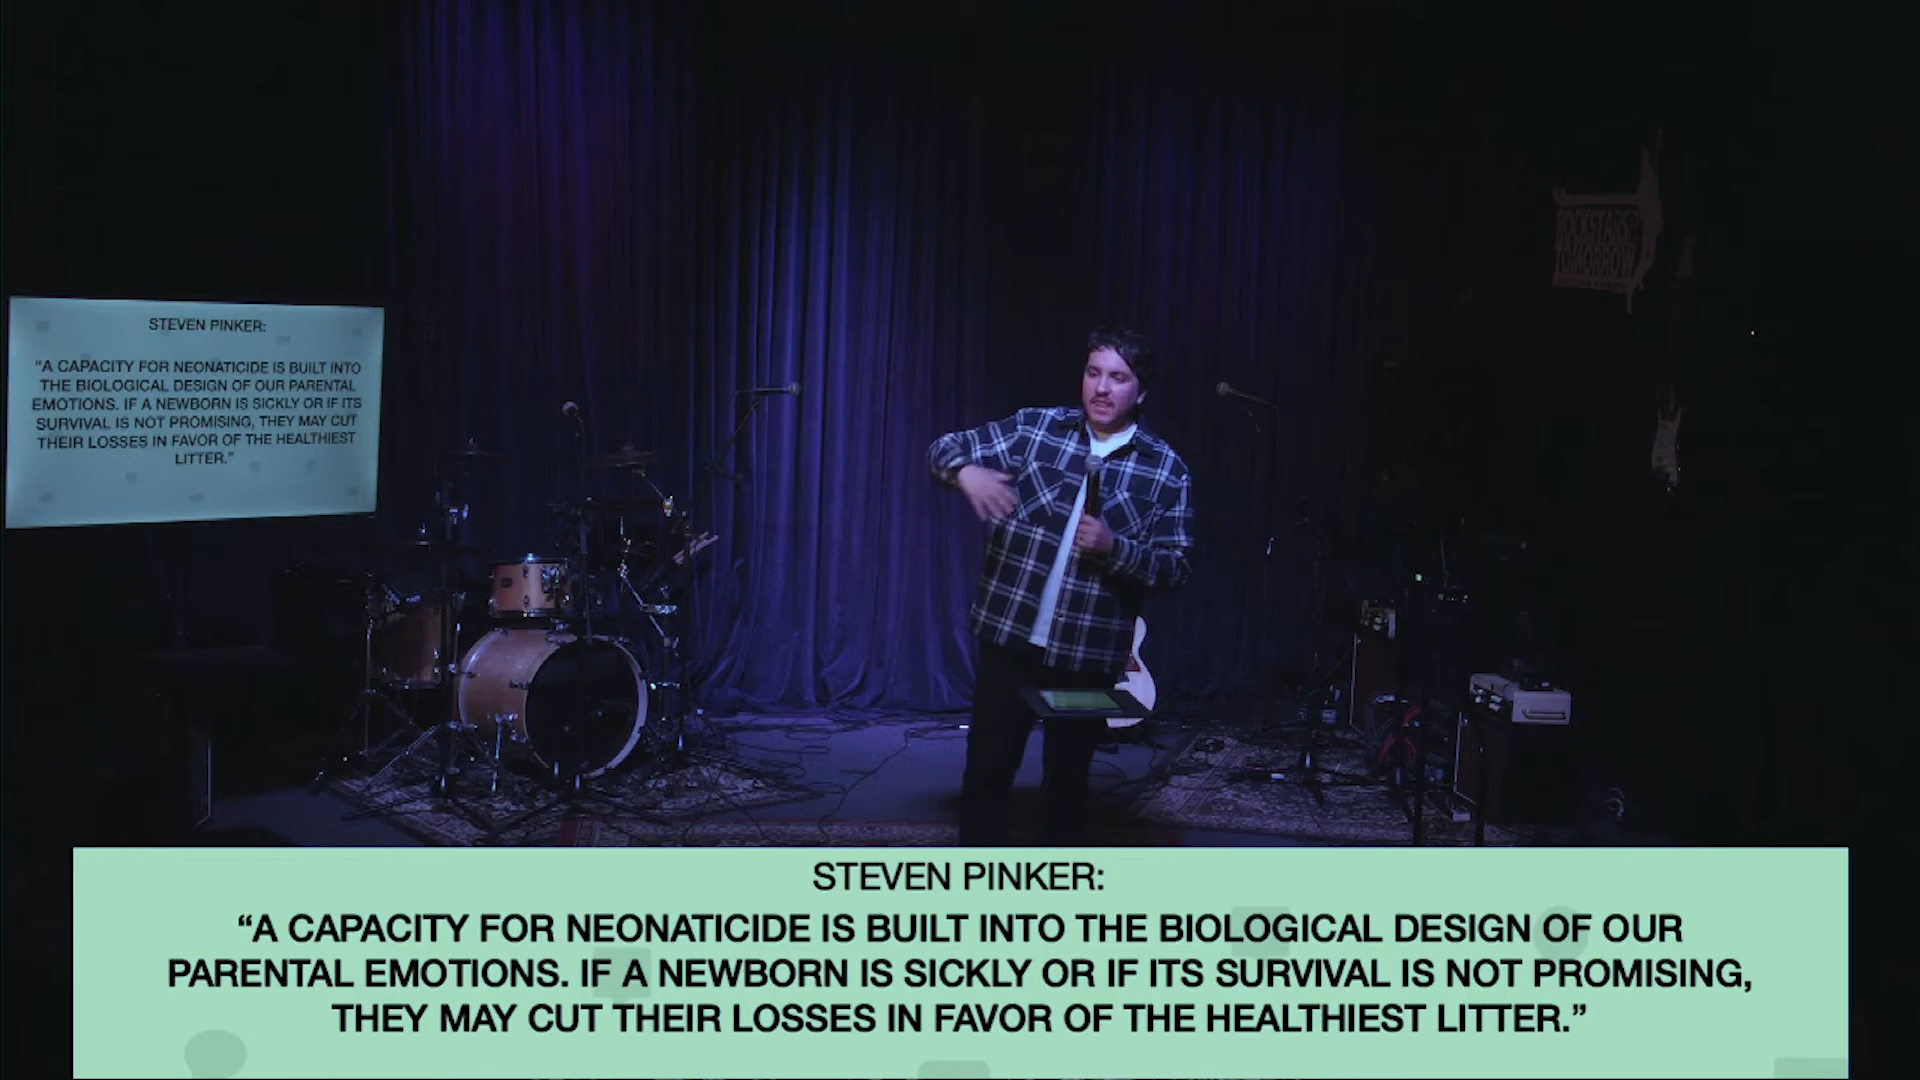 ROCKSTARS OF
TOMORROW
STEVEN PINKER:
"A CAPACITY FOR NEONATICIDE IS BUILT INTO
THE BIOLOGICAL DESIGN OF OUR PARENTAL
EMOTIONS. IF A NEWBORN IS SICKLY OR IF ITS
SURVIVAL IS NOT PROMISING, THEY MAY CUT
THEIR LOSSES IN FAVOR OF THE HEALTHIEST
LITTER."
STEVEN PINKER:
“A CAPACITY FOR NEONATICIDE IS BUILT INTO THE BIOLOGICAL DESIGN OF OUR
PARENTAL EMOTIONS. IF A NEWBORN IS SICKLY OR IF ITS SURVIVAL IS NOT PROMISING,
THEY MAY CUT THEIR LOSSES IN FAVOR OF THE HEALTHIEST LITTER.”